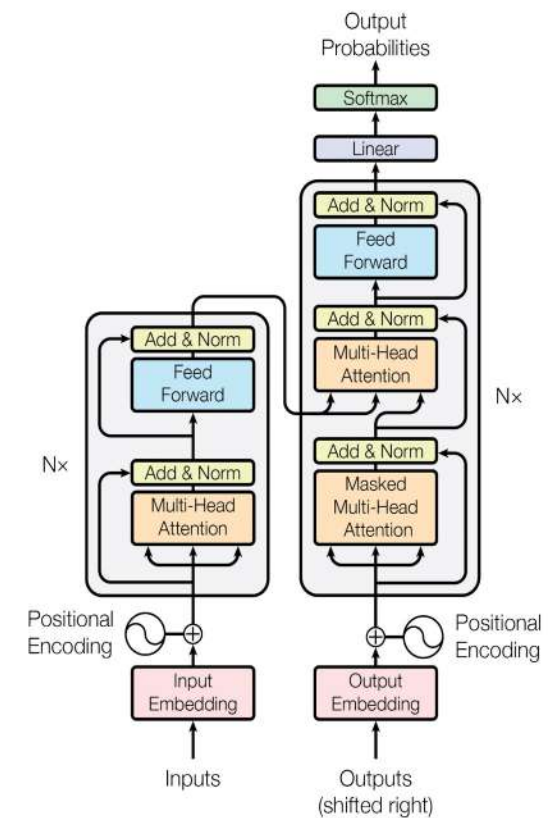 Output
Probabilities
Softmax
Linear
Add & Norm
Feed
Forward
Add & Norm
Multi-Head
Attention
Add & Norm
Masked
Multi-Head
Attention
Nx
Add & Norm
Feed
Forward
Add & Norm
Multi-Head
Attention
Nx
Positional
Encoding
Positional
Encoding
Input
Embedding
Output
Embedding
Inputs
Outputs
(shifted right)